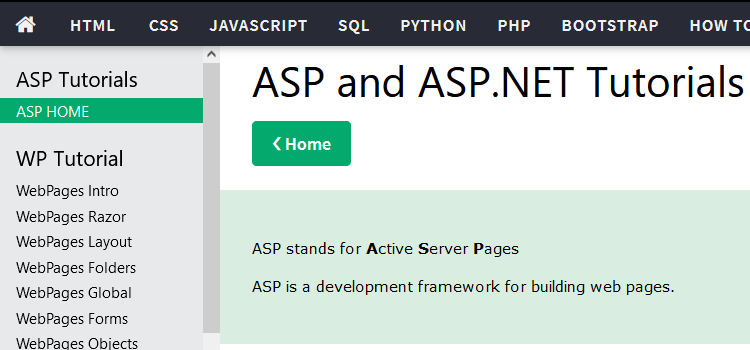 HTML CSS JAVASCRIPT SQL PYTHON PHP BOOTSTRAP HOW TO
ASP Tutorials
ASP HOME
WP Tutorial
WebPages Intro
WebPages Razor
WebPages Layout
WebPages Folders
WebPages Global
WebPages Forms
WebPages Objects
ASP and ASP.NET Tutorials
❮ Home
ASP stands for Active Server Pages
ASP is a development framework for building web pages.